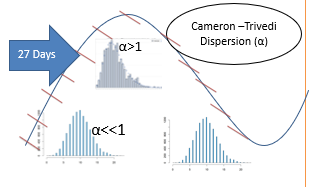 Cameron –Trivedi
Dispersion (α)
27 Days
α>1
α<<1